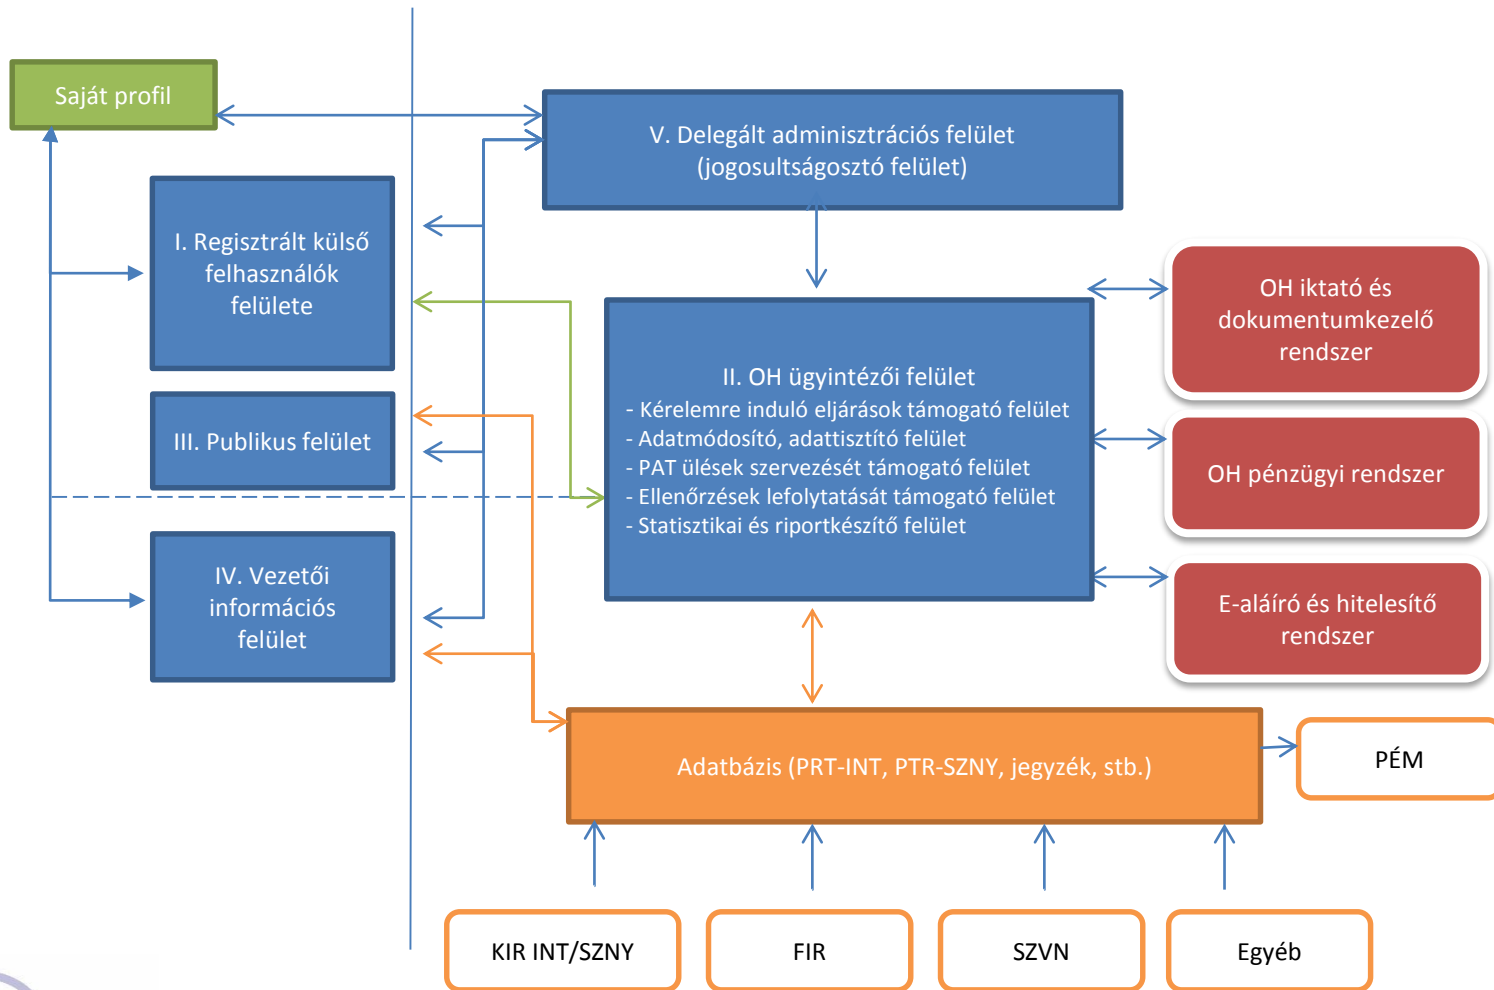 Saját profil
V. Delegált adminisztrációs felület
(jogosultságosztó felület)
I. Regisztrált külső
felhasználók
felülete
III. Publikus felület
IV. Vezetői
információs
felület
II. OH ügyintézői felület
- Kérelemre induló eljárások támogató felület
- Adatmódosító, adattisztító felület
- PAT ülések szervezését támogató felület
- Ellenőrzések lefolytatását támogató felület
- Statisztikai és riportkészítő felület
OH iktató és
dokumentumkezelő
rendszer
OH pénzügyi rendszer
E-aláíró és hitelesítő
rendszer
Adatbázis (PRT-INT, PTR-SZNY, jegyzék, stb.)
PÉM
KIR INT/SZNY
FIR
SZVN
Egyéb